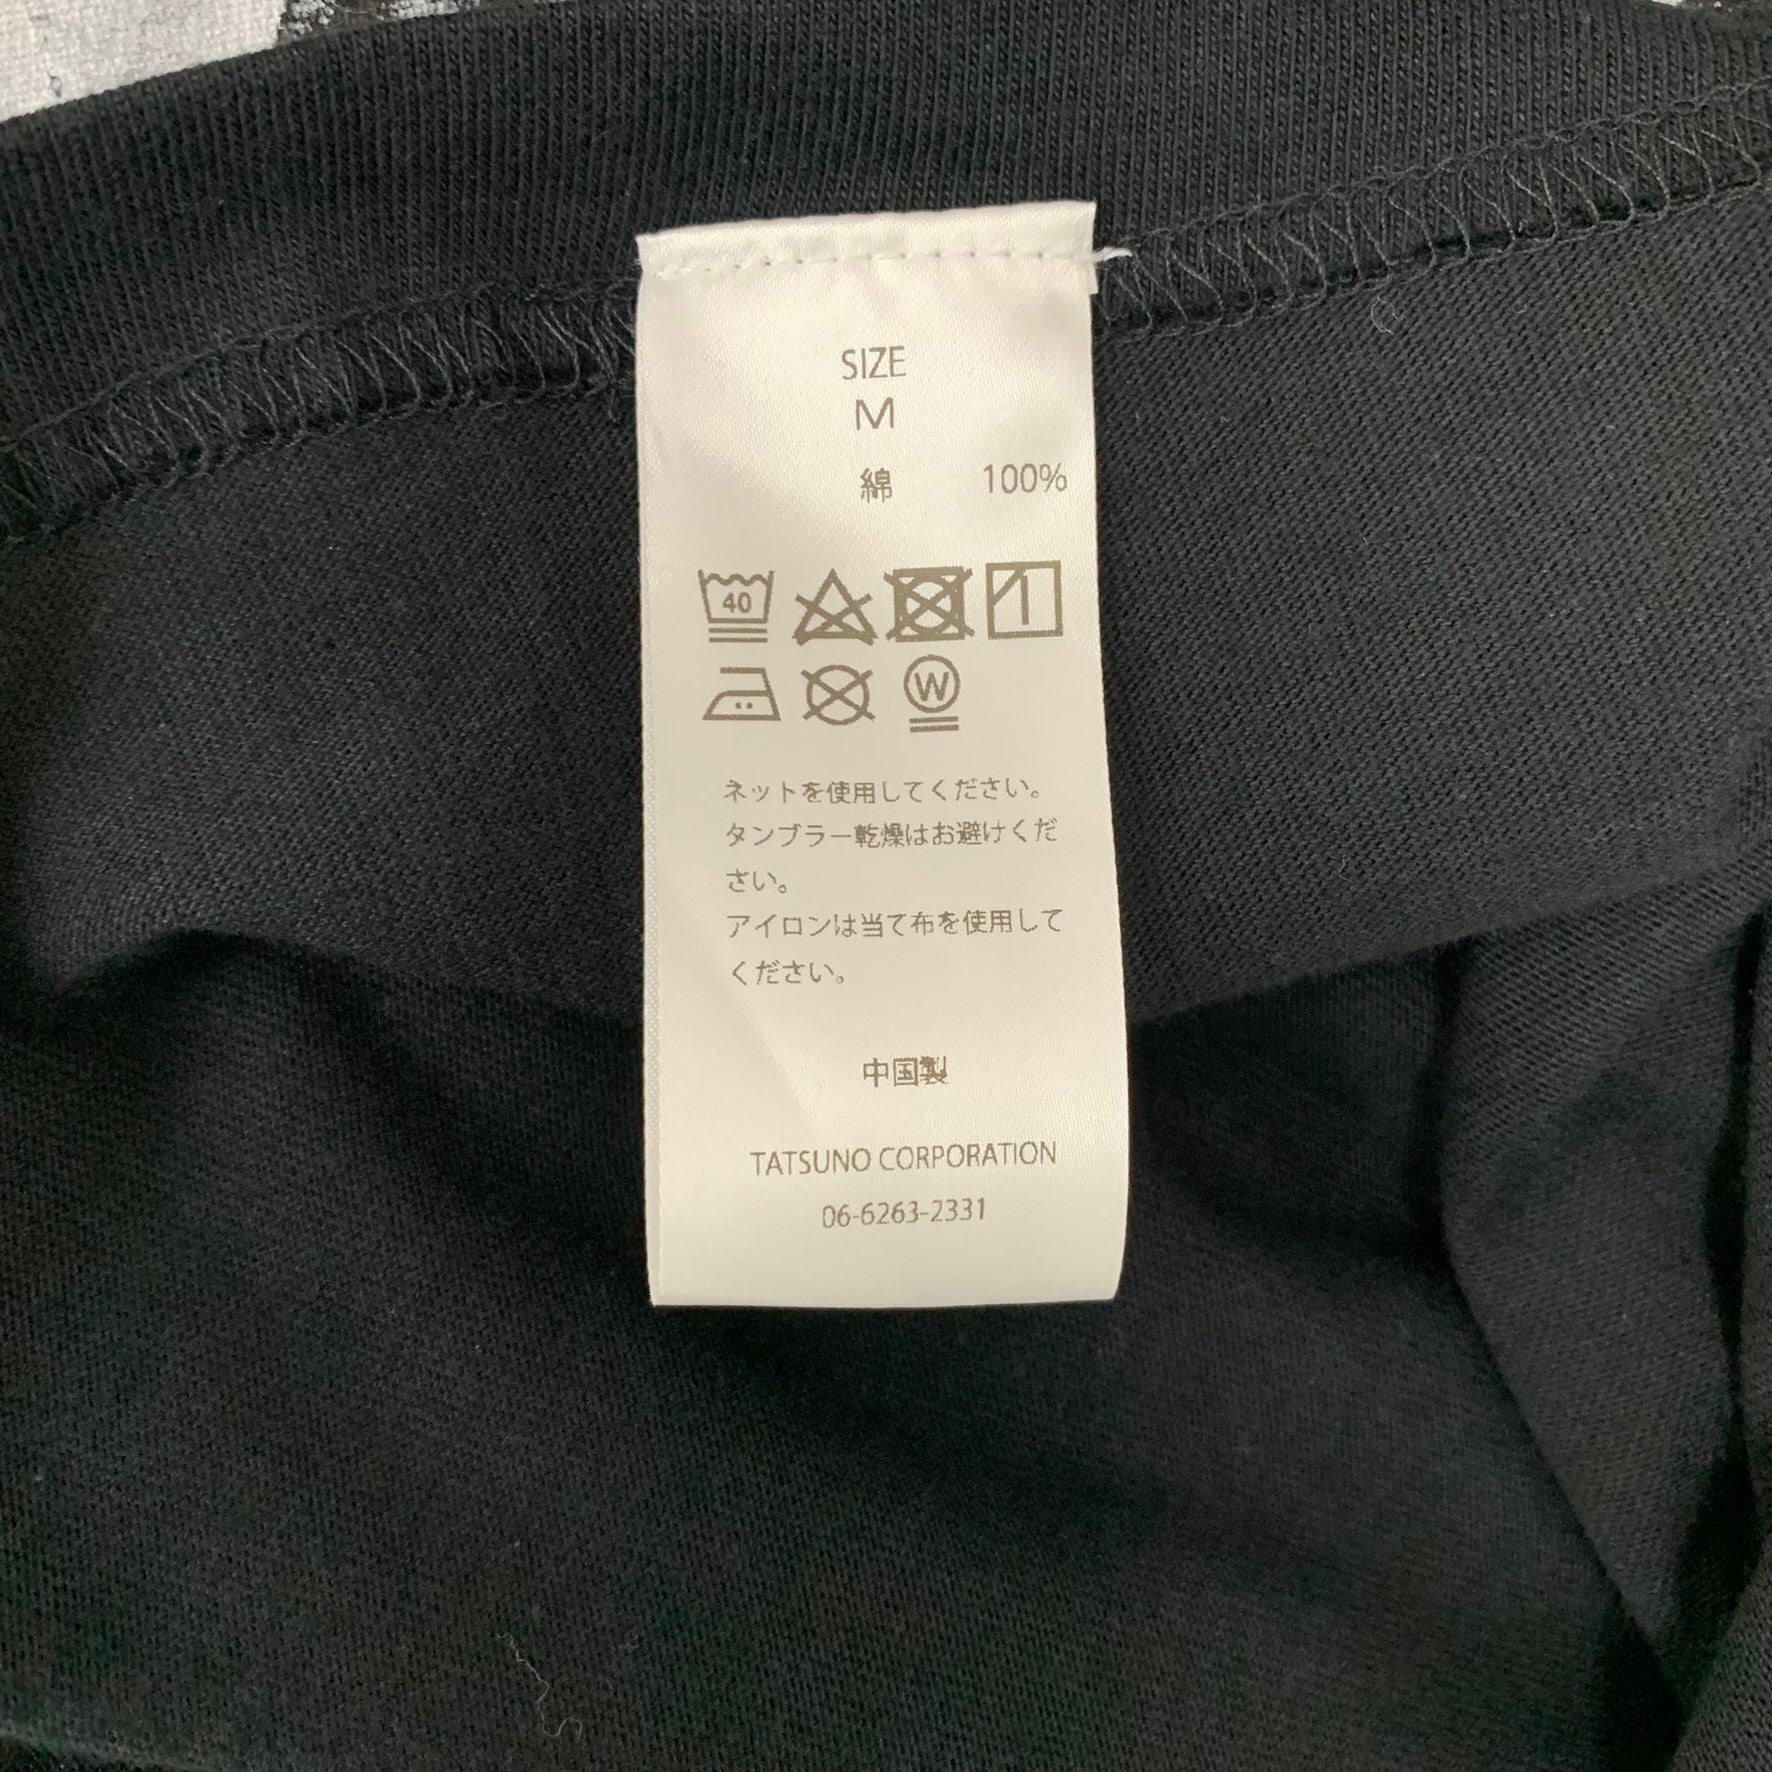 SIZE
M
綿 100%
40
W
ネットを使用してください。
タンブラー乾燥はお避けくだ
さい。
アイロンは当て布を使用して
ください。
中国製
TATSUNO CORPORATION
06-6263-2331